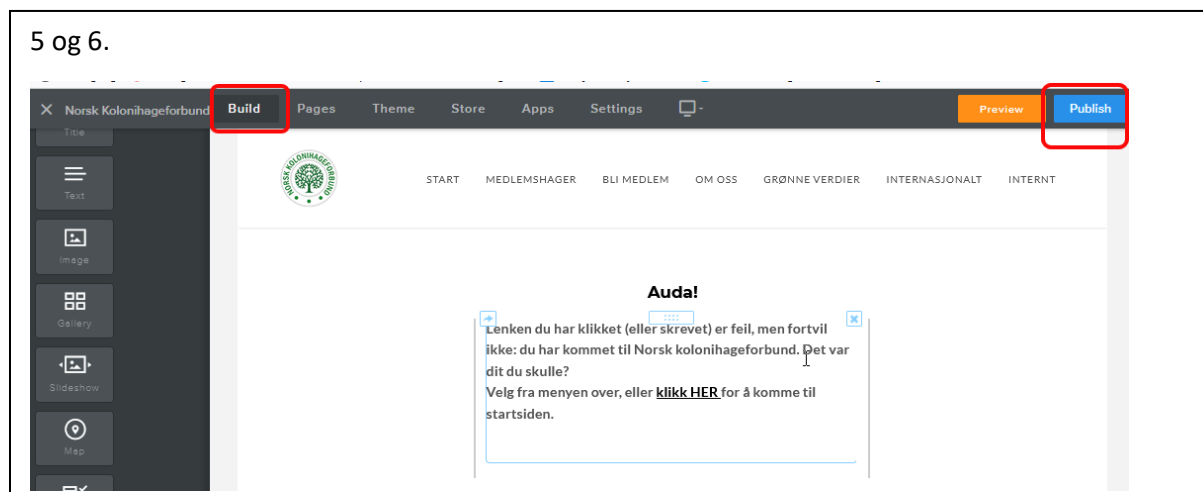 5 og 6.
Norsk Kolonihageforbund Build Pages Theme Store Apps Settings Preview Publish
Title
Text
Image
Gallery
Slideshow
Map
NORSK KOLONIHAGEFORBUND
START MEDLEMSHAGER BLI MEDLEM OM OSS GRØNNE VERDIER INTERNASJONALT INTERNT
Auda!
Lenken du har klikket (eller skrevet) er feil, men fortvil
ikke: du har kommet til Norsk kolonihageforbund. Det var
dit du skulle?
Velg fra menyen over, eller klikk HER for å komme til
startsiden.